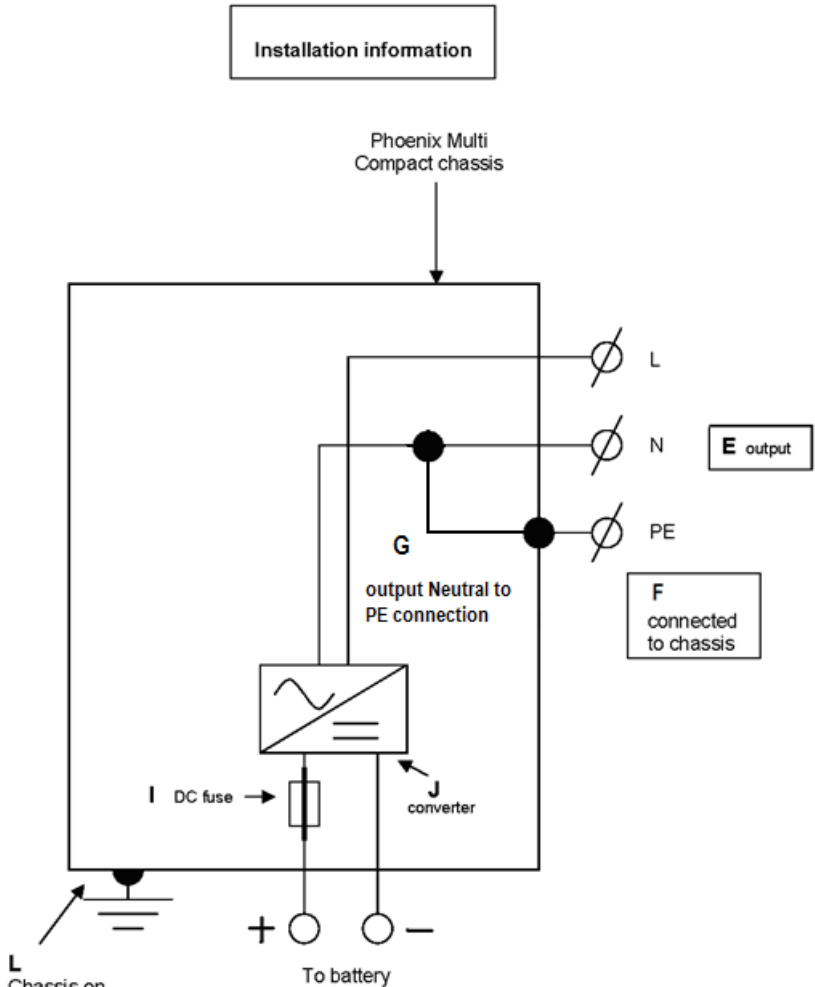 Installation information
Phoenix Multi
Compact chassis
L
N
E output
PE
G
output Neutral to
PE connection
F
connected
to chassis
I DC fuse
J
converter
+
−
L
Chassis on
To battery